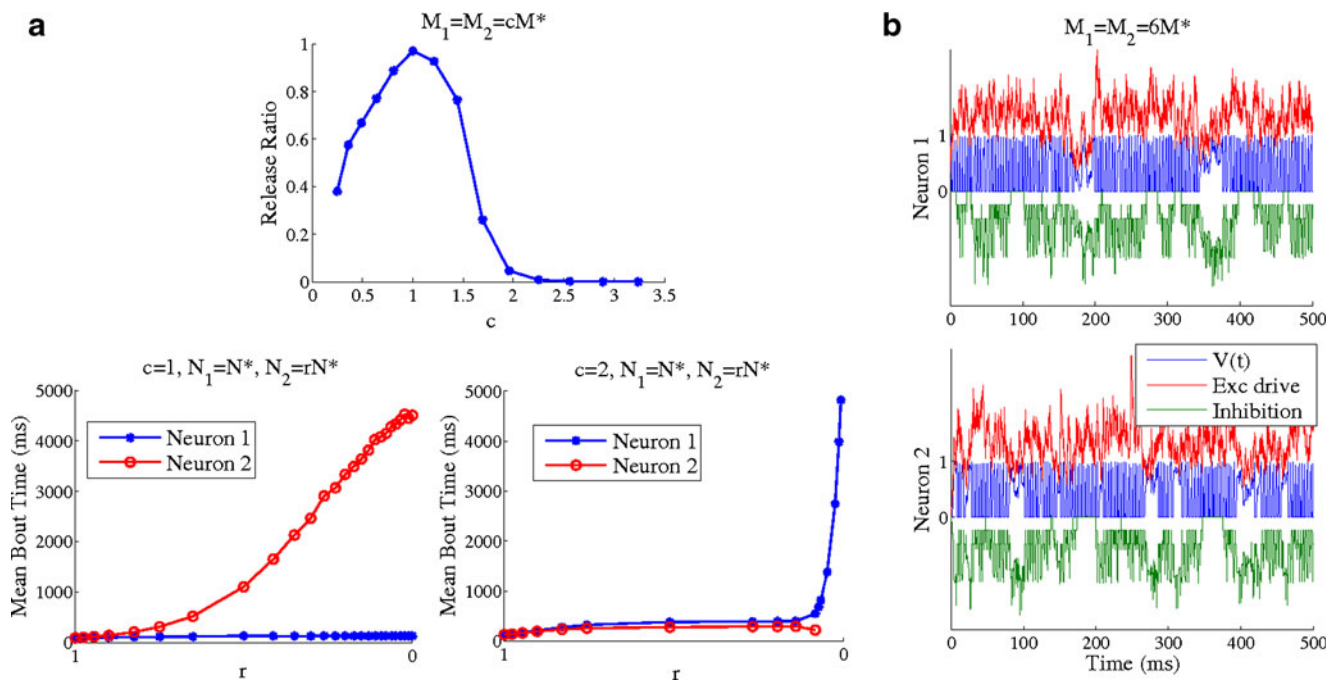 a
M1=M2=cM*
Release Ratio
1
0.8
0.6
0.4
0.2
0
0 0.5 1 1.5 2 2.5 3 3.5
c
c=1, N1=N*, N2=rN*
Mean Bout Time (ms)
5000
4000
3000
2000
1000
0
Neuron 1
Neuron 2
1 0
r
c=2, N1=N*, N2=rN*
Mean Bout Time (ms)
5000
4000
3000
2000
1000
0
Neuron 1
Neuron 2
1 0
r
b
M1=M2=6M*
Neuron 1
1
0
0 100 200 300 400 500
V(t)
Exc drive
Inhibition
Neuron 2
1
0
0 100 200 300 400 500
Time (ms)